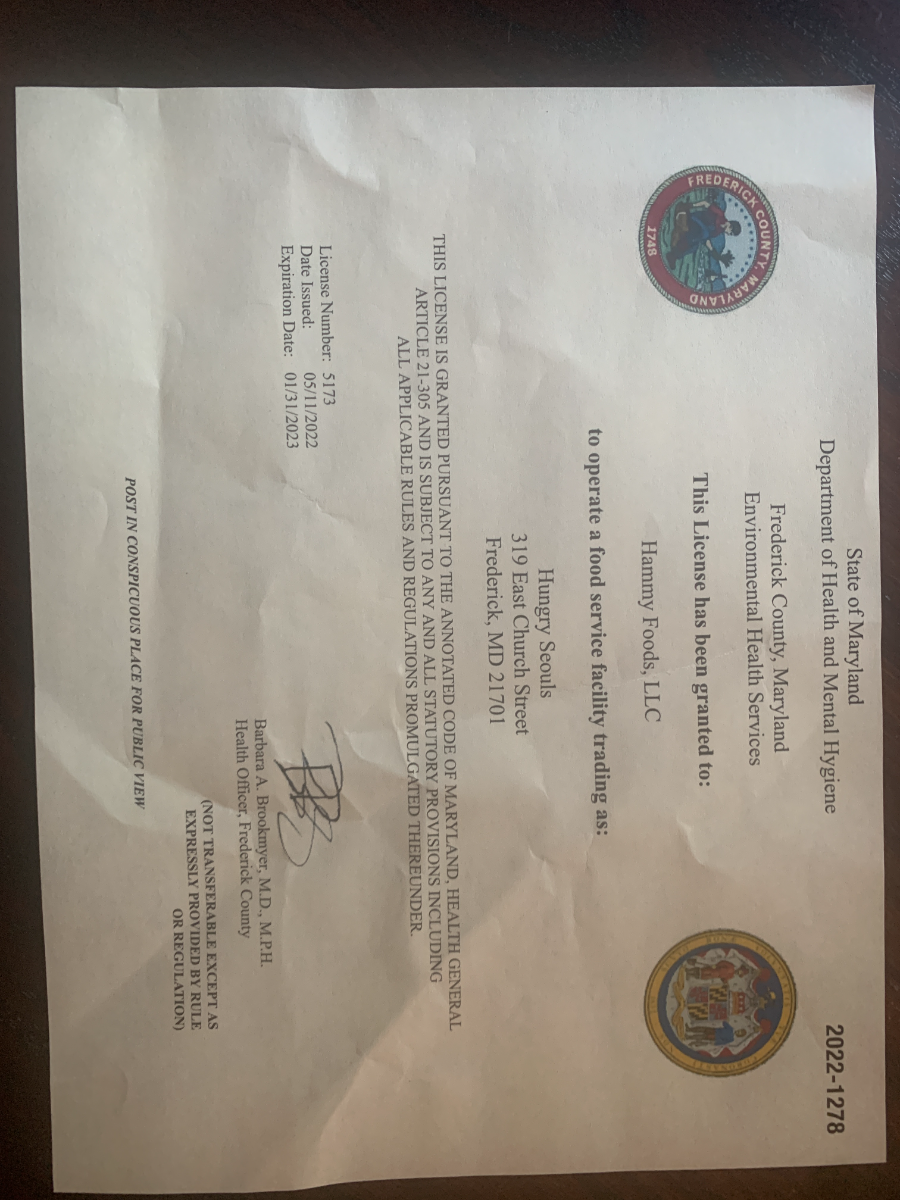 2022-1278
State of Maryland
Department of Health and Mental Hygiene
Frederick County, Maryland
Environmental Health Services
FREDERICK COUNTY, MARYLAND
1748
This License has been granted to:
Hammy Foods, LLC
to operate a food service facility trading as:
Hungry Seouls
319 East Church Street
Frederick, MD 21701
THIS LICENSE IS GRANTED PURSUANT TO THE ANNOTATED CODE OF MARYLAND, HEALTH GENERAL
ARTICLE 21-305 AND IS SUBJECT TO ANY AND ALL STATUTORY PROVISIONS INCLUDING
ALL APPLICABLE RULES AND REGULATIONS PROMULGATED THEREUNDER.
License Number: 5173
Date Issued: 05/11/2022
Expiration Date: 01/31/2023
Barbara A. Brookmyer, M.D., M.P.H.
Health Officer, Frederick County
(NOT TRANSFERABLE EXCEPT AS
EXPRESSLY PROVIDED BY RULE
OR REGULATION)
POST IN CONSPICUOUS PLACE FOR PUBLIC VIEW